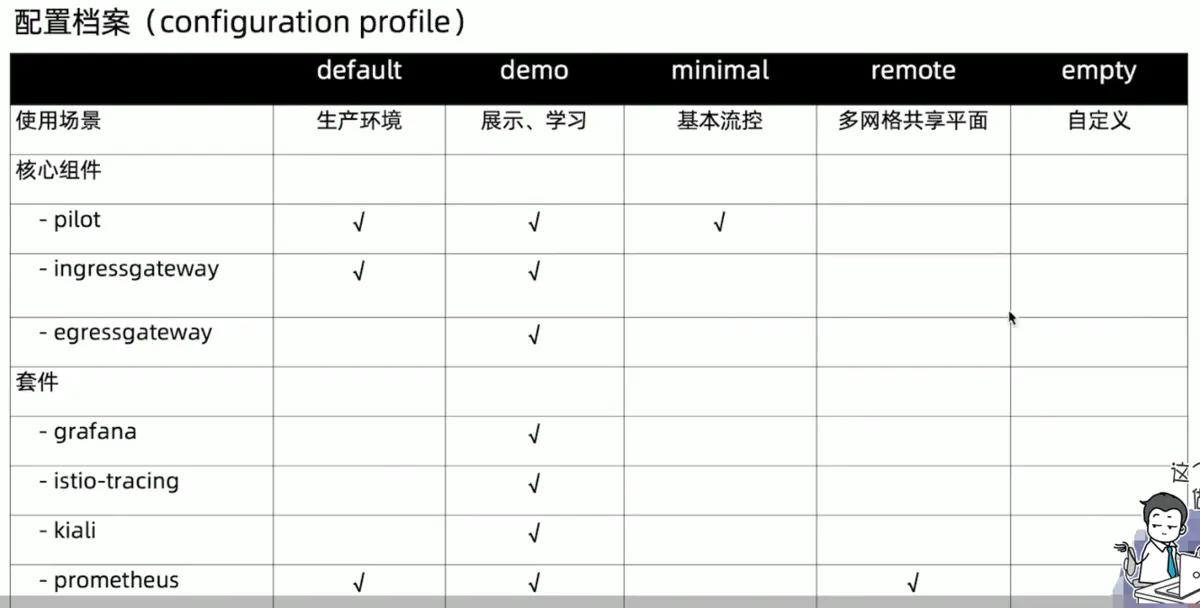 配置档案（configuration profile）
default demo minimal remote empty
使用场景 生产环境 展示、学习 基本流控 多网格共享平面 自定义
核心组件
- pilot √ √ √
- ingressgateway √ √
- egressgateway √
套件
- grafana √
- istio-tracing √
- kiali √
- prometheus √ √ √
这